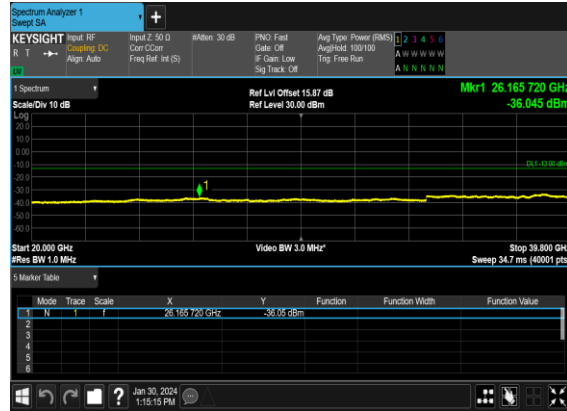 Spectrum Analyzer 1
Swept SA
KEYSIGHT Input: RF Input Z: 50 Ω #Atten: 30 dB PNO: Fast Avg Type: Power (RMS) 1 2 3 4 5 6
R T Coupling: DC Corr CCorr Gate: Off Avg|Hold: 100/100 A W W W W W
Align: Auto Freq Ref: Int (S) IF Gain: Low Trig: Free Run
Sig Track: Off A N N N N N
1 Spectrum Ref Lvl Offset 15.87 dB Mkr1 26.165 720 GHz
Scale/Div 10 dB Ref Level 30.00 dBm -36.045 dBm
Log
20.0
10.0
0.00
-10.0
DL1 -13.00 dBm
-20.0
1
-30.0
-40.0
-50.0
-60.0
Start 20.000 GHz Video BW 3.0 MHz* Stop 39.800 GHz
#Res BW 1.0 MHz Sweep 34.7 ms (40001 pts)
5 Marker Table
Mode Trace Scale X Y Function Function Width Function Value
1 N 1 f 26.165 720 GHz -36.05 dBm
2
3
4
5
6
Jan 30, 2024
1:15:15 PM